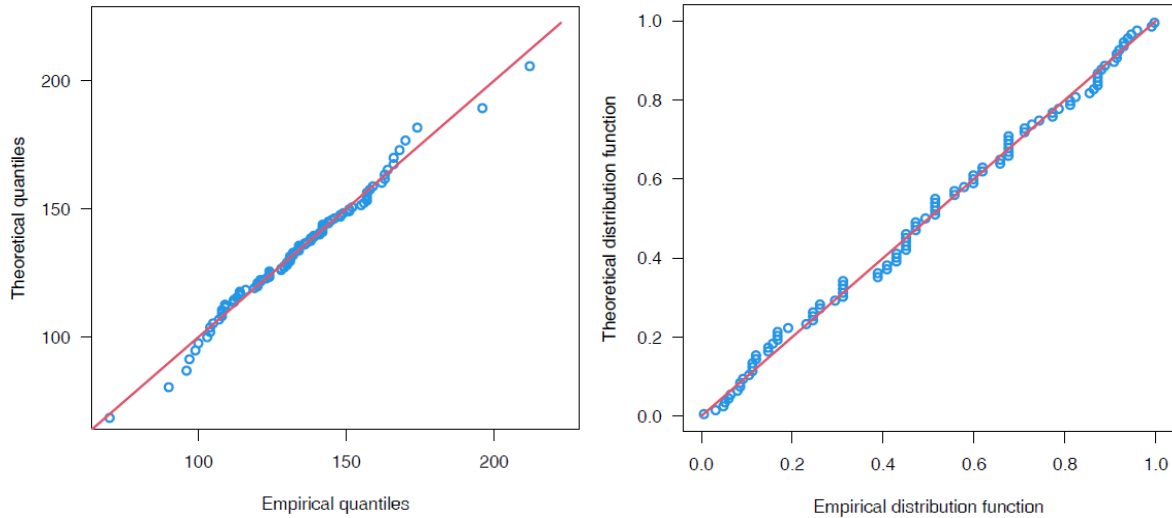 Theoretical quantiles
200
150
100
100 150 200
Empirical quantiles
Theoretical distribution function
1.0
0.8
0.6
0.4
0.2
0.0
0.0 0.2 0.4 0.6 0.8 1.0
Empirical distribution function